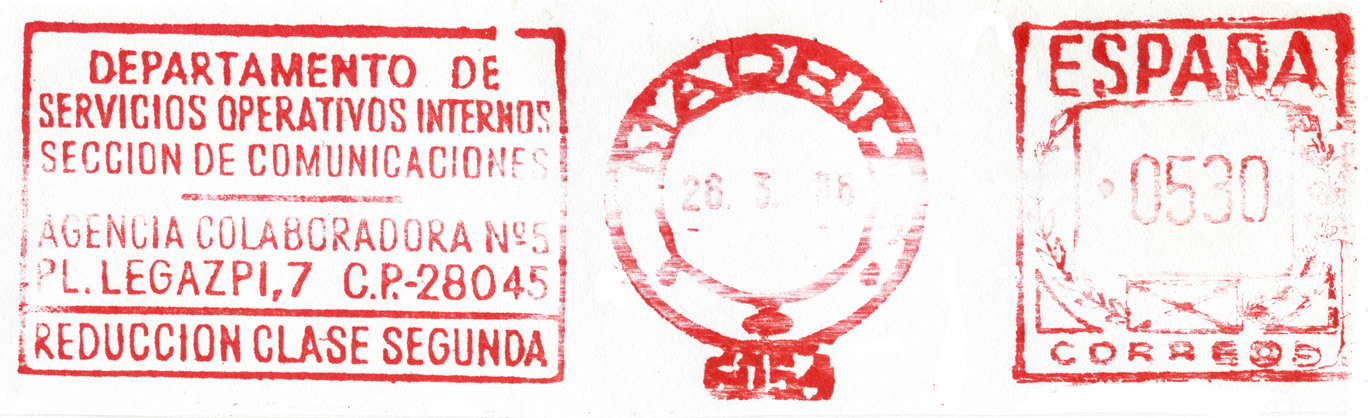 DEPARTAMENTO DE
SERVICIOS OPERATIVOS INTERNOS
SECCION DE COMUNICACIONES
AGENCIA COLABORADORA Nº5
PL. LEGAZPI, 7 C.P.-28045
REDUCCION CLASE SEGUNDA
MADRID
26. 3.
ESPAÑA
0530
CORREOS